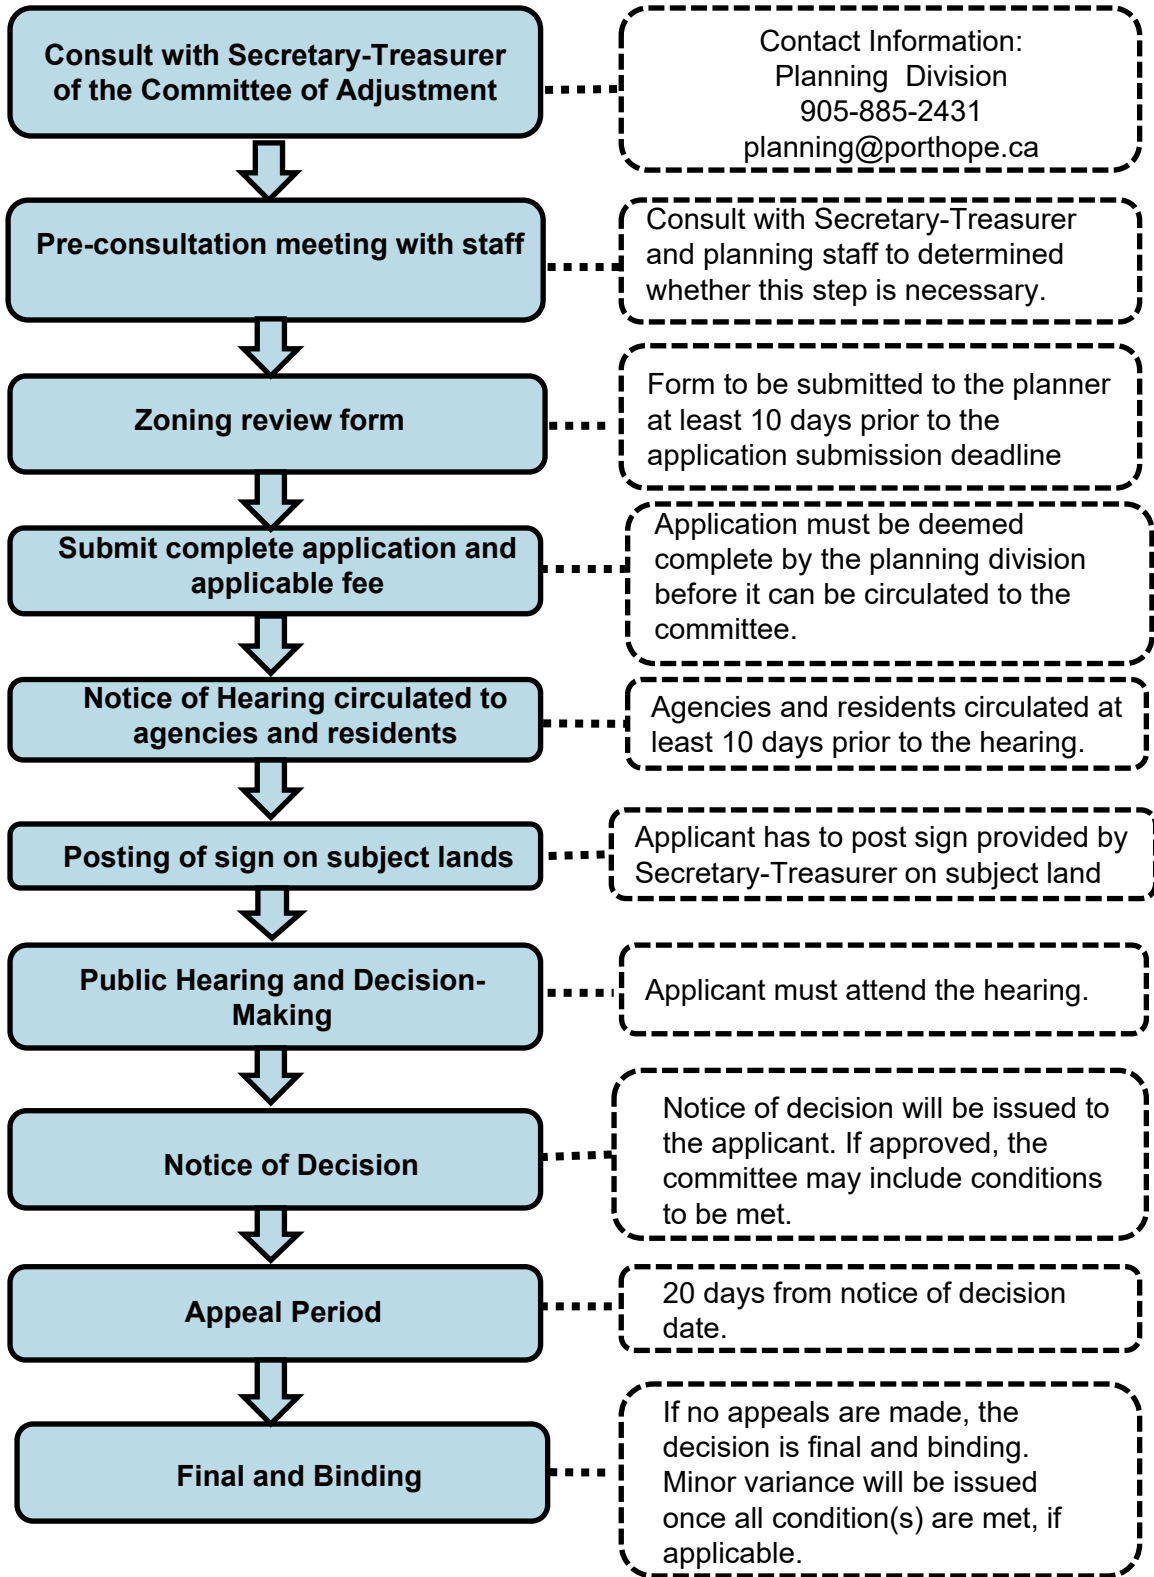 Consult with Secretary-Treasurer
of the Committee of Adjustment
Contact Information:
Planning Division
905-885-2431
planning@porthope.ca
Pre-consultation meeting with staff
Consult with Secretary-Treasurer
and planning staff to determined
whether this step is necessary.
Zoning review form
Form to be submitted to the planner
at least 10 days prior to the
application submission deadline
Submit complete application and
applicable fee
Application must be deemed
complete by the planning division
before it can be circulated to the
committee.
Notice of Hearing circulated to
agencies and residents
Agencies and residents circulated at
least 10 days prior to the hearing.
Posting of sign on subject lands
Applicant has to post sign provided by
Secretary-Treasurer on subject land
Public Hearing and Decision-
Making
Applicant must attend the hearing.
Notice of Decision
Notice of decision will be issued to
the applicant. If approved, the
committee may include conditions
to be met.
Appeal Period
20 days from notice of decision
date.
Final and Binding
If no appeals are made, the
decision is final and binding.
Minor variance will be issued
once all condition(s) are met, if
applicable.